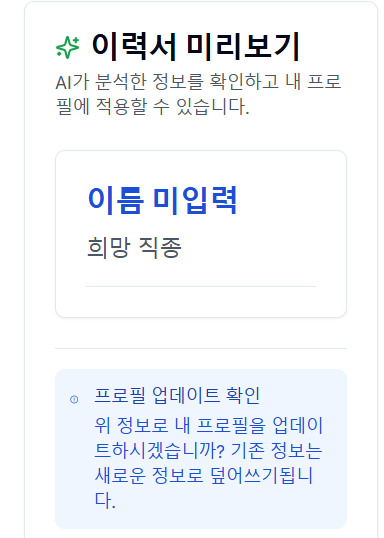 이력서 미리보기
AI가 분석한 정보를 확인하고 내 프로
필에 적용할 수 있습니다.
이름 미입력
희망 직종
프로필 업데이트 확인
위 정보로 내 프로필을 업데이
트하시겠습니까? 기존 정보는
새로운 정보로 덮어쓰기됩니
다.